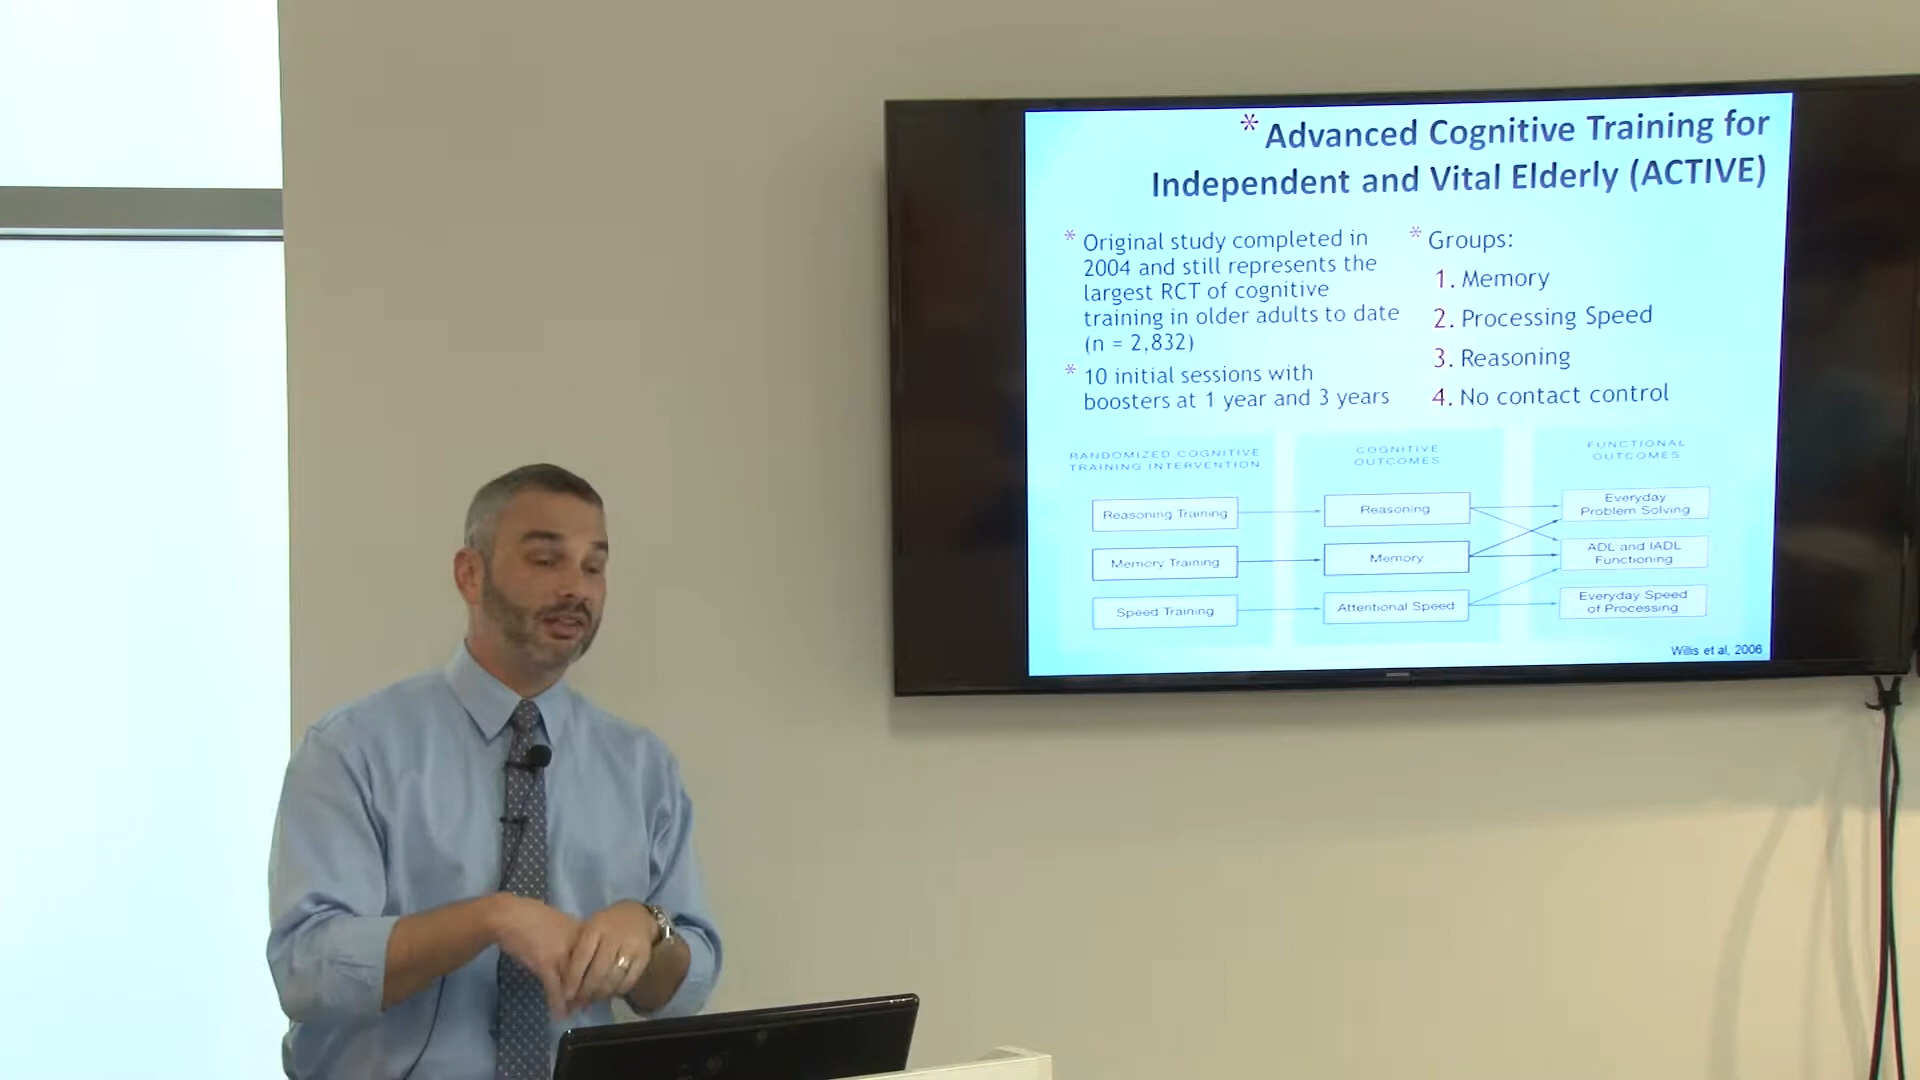 * Advanced Cognitive Training for
Independent and Vital Elderly (ACTIVE)
* Original study completed in
2004 and still represents the
largest RCT of cognitive
training in older adults to date
(n = 2,832)
* 10 initial sessions with
boosters at 1 year and 3 years
* Groups:
1. Memory
2. Processing Speed
3. Reasoning
4. No contact control
RANDOMIZED COGNITIVE
TRAINING INTERVENTION
COGNITIVE
OUTCOMES
FUNCTIONAL
OUTCOMES
Reasoning Training
Reasoning
Everyday
Problem Solving
Memory Training
Memory
ADL and IADL
Functioning
Speed Training
Attentional Speed
Everyday Speed
of Processing
Willis et al, 2006